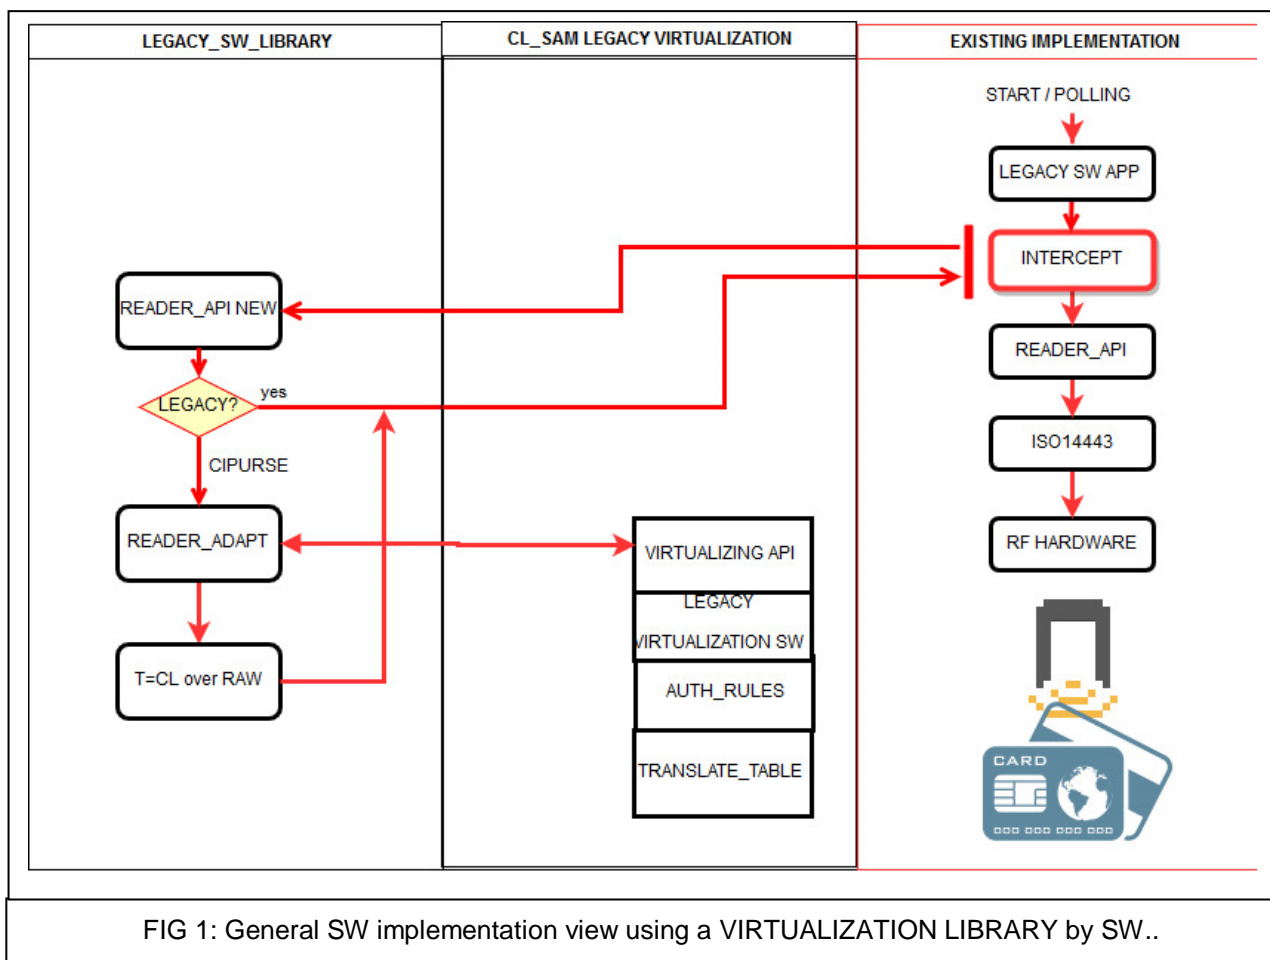 LEGACY_SW_LIBRARY
READER_API NEW
LEGACY?
yes
CIPURSE
READER_ADAPT
T=CL over RAW
CL_SAM LEGACY VIRTUALIZATION
VIRTUALIZING API
LEGACY
VIRTUALIZATION SW
AUTH_RULES
TRANSLATE_TABLE
EXISTING IMPLEMENTATION
START / POLLING
LEGACY SW APP
INTERCEPT
READER_API
ISO14443
RF HARDWARE
CARD
FIG 1: General SW implementation view using a VIRTUALIZATION LIBRARY by SW..